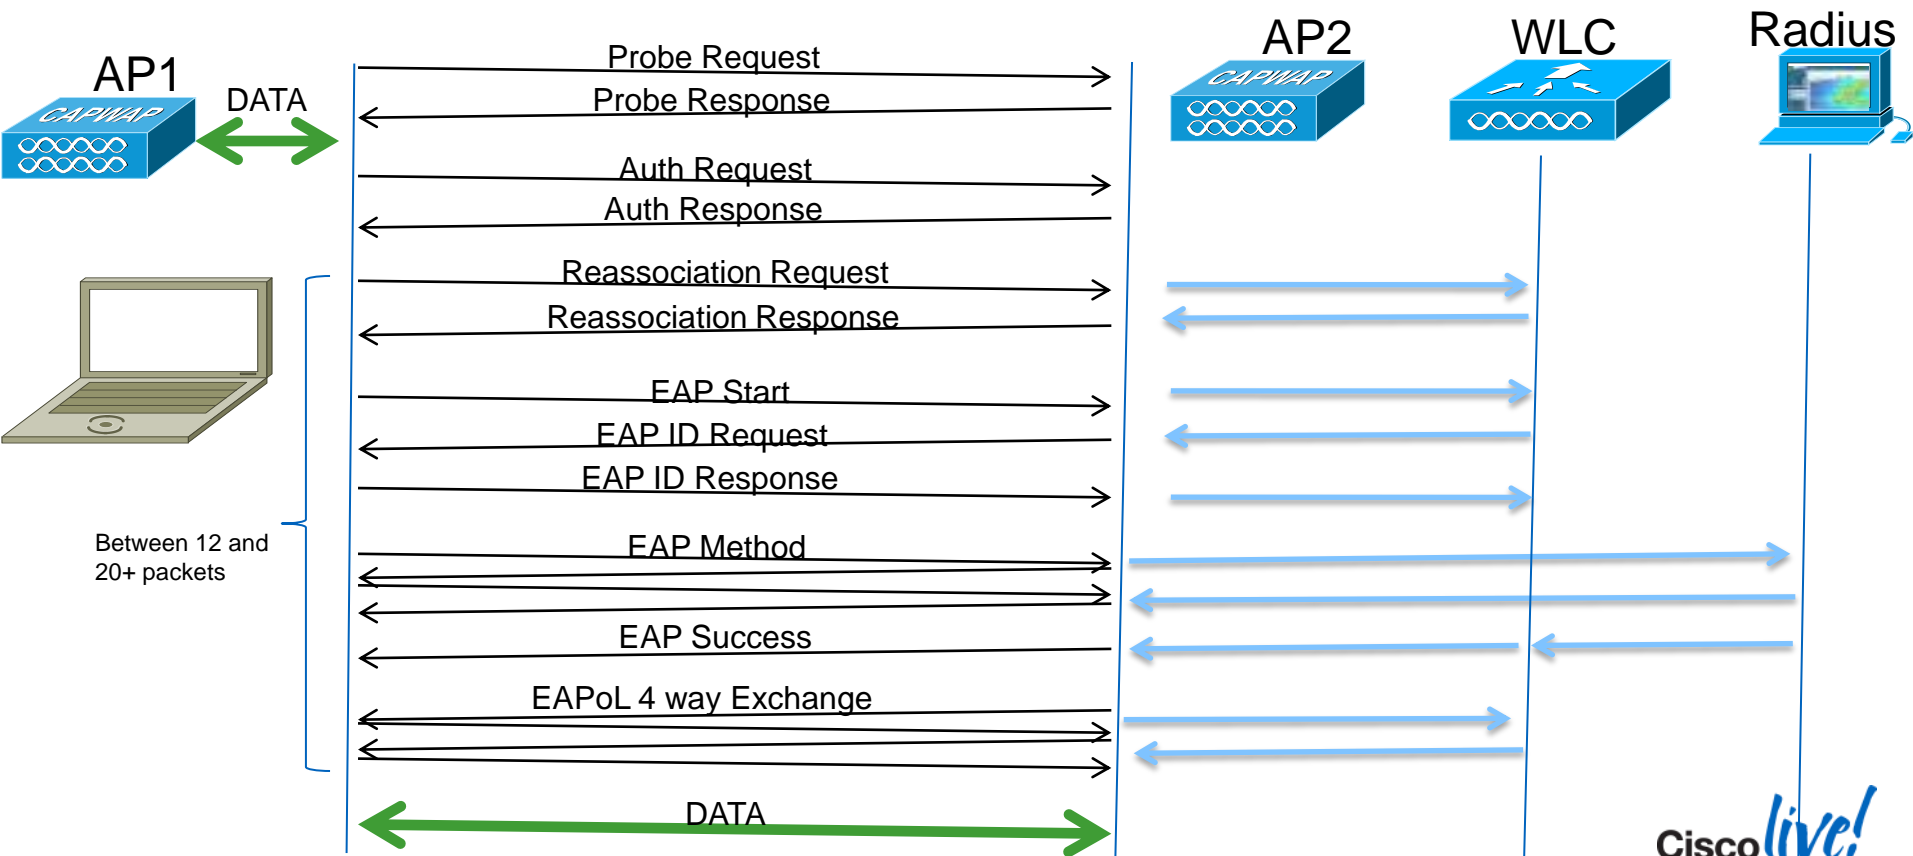 AP1
DATA
AP2
WLC
Radius
CAPWAP
CAPWAP
Probe Request
Probe Response
Auth Request
Auth Response
Reassociation Request
Reassociation Response
EAP Start
EAP ID Request
EAP ID Response
Between 12 and
20+ packets
EAP Method
EAP Success
EAPoL 4 way Exchange
DATA
Cisco live!